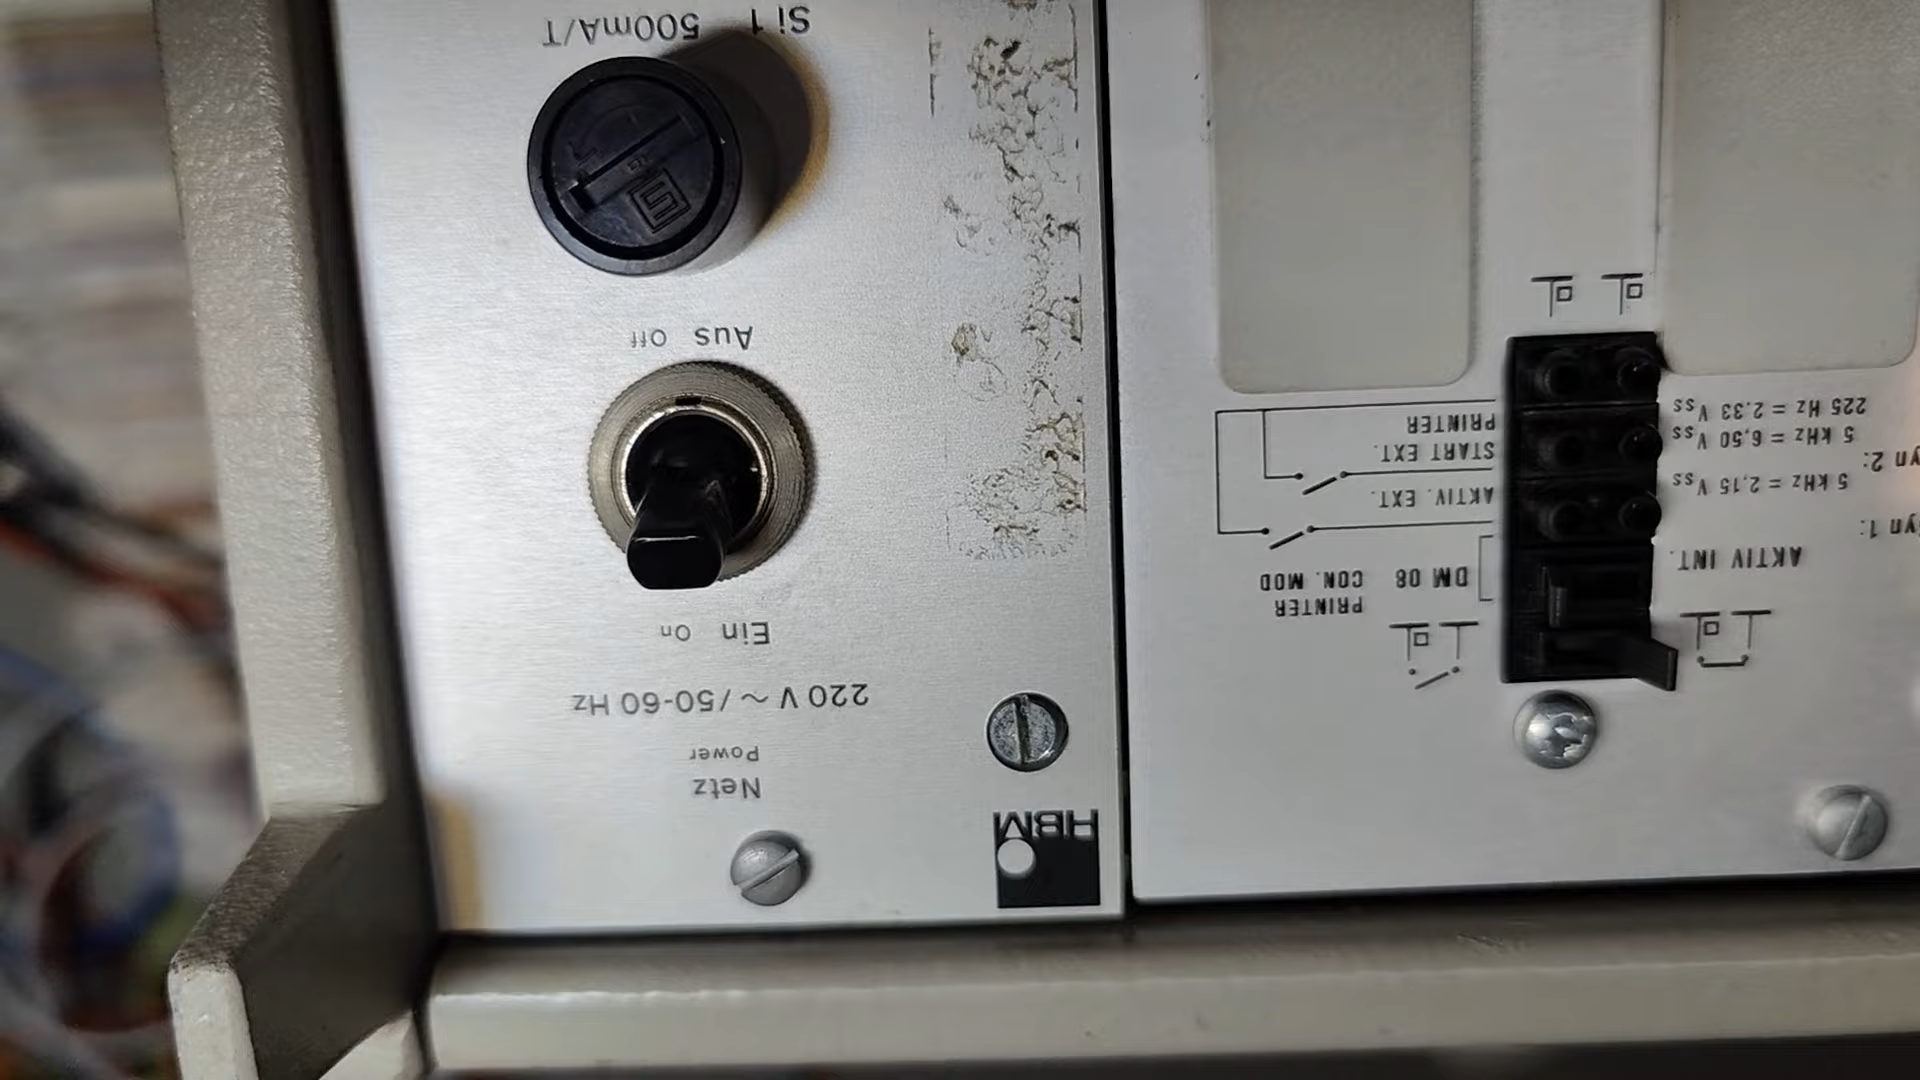 HBM
Netz
Power
220 V ~ / 50-60 Hz
Ein On
Aus Off
Si 1 500mA/T
AKTIV INT.
yn 1:
5 kHz = 2,15 Vss
yn 2:
5 kHz = 6,50 Vss
225 Hz = 2,33 Vss
PRINTER
CON. MOD
DM 08
AKTIV. EXT.
START EXT.
PRINTER